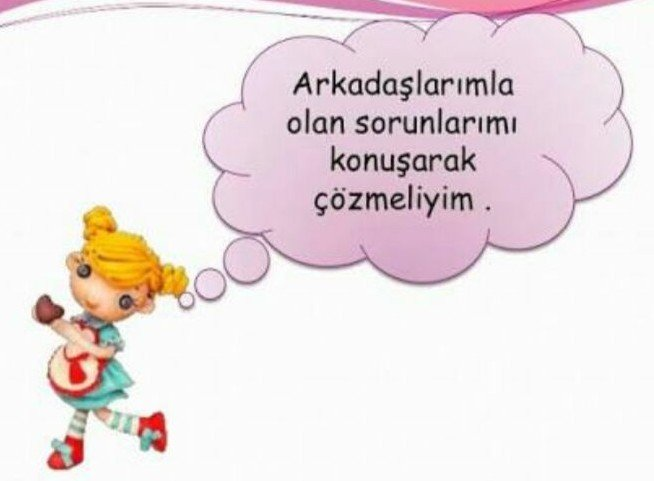 Arkadaşlarımla
olan sorunlarımı
konuşarak
çözmeliyim .